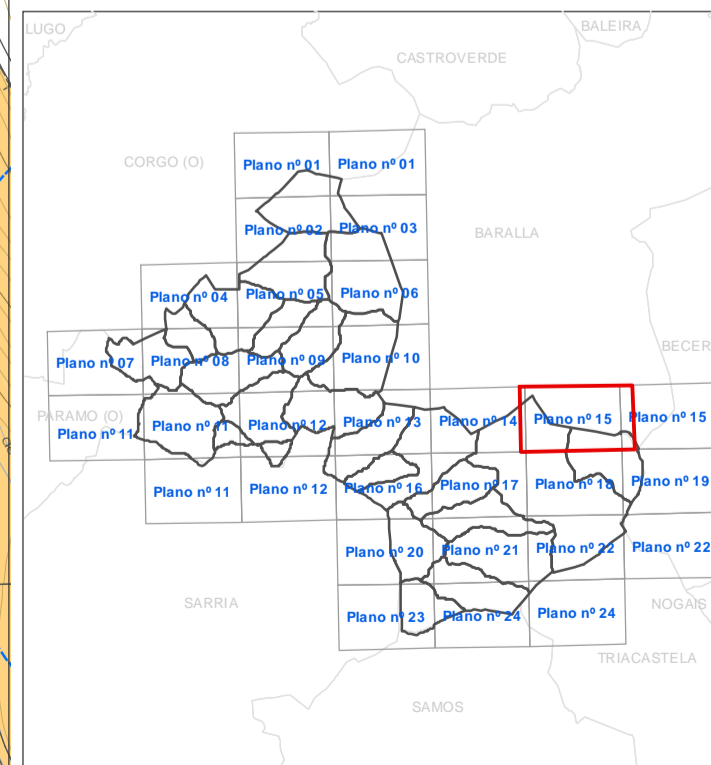 LUGO
BALEIRA
CASTROVERDE
CORGO (O)
Plano nº 01
Plano nº 01
Plano nº 02
Plano nº 03
BARALLA
Plano nº 04
Plano nº 05
Plano nº 06
BECER
Plano nº 07
Plano nº 08
Plano nº 09
Plano nº 10
PARAMO (O)
Plano nº 11
Plano nº 11
Plano nº 12
Plano nº 13
Plano nº 14
Plano nº 15
Plano nº 15
Plano nº 11
Plano nº 12
Plano nº 16
Plano nº 17
Plano nº 18
Plano nº 19
Plano nº 20
Plano nº 21
Plano nº 22
Plano nº 22
SARRIA
Plano nº 23
Plano nº 24
Plano nº 24
NOGAIS
TRIACASTELA
SAMOS